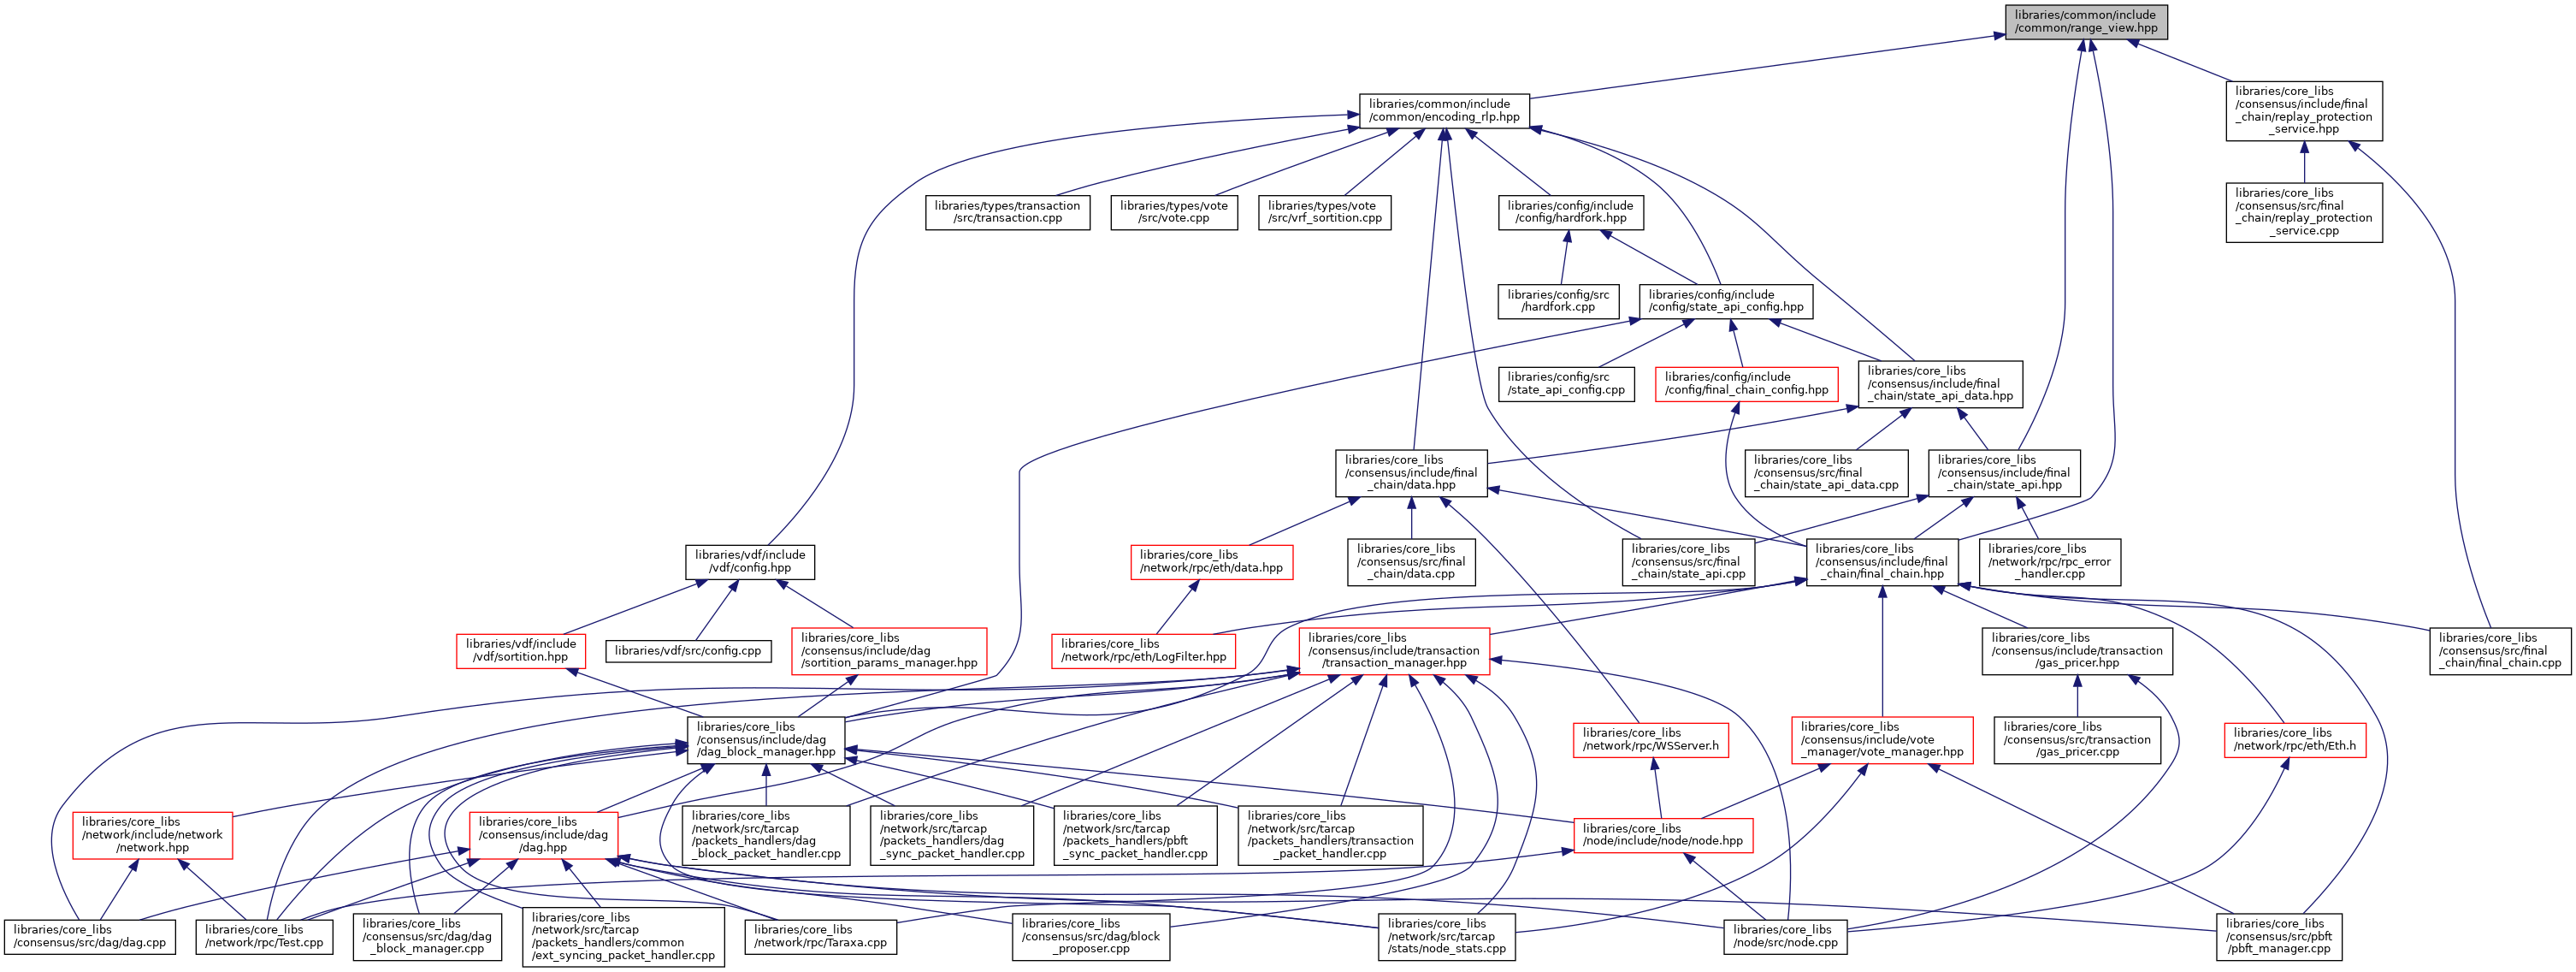 libraries/common/include
/common/range_view.hpp
libraries/common/include
/common/encoding_rlp.hpp
libraries/core_libs
/consensus/include/final
_chain/replay_protection
_service.hpp
libraries/types/transaction
/src/transaction.cpp
libraries/types/vote
/src/vote.cpp
libraries/types/vote
/src/vrf_sortition.cpp
libraries/config/include
/config/hardfork.hpp
libraries/core_libs
/consensus/src/final
_chain/replay_protection
_service.cpp
libraries/config/src
/hardfork.cpp
libraries/config/include
/config/state_api_config.hpp
libraries/config/src
/state_api_config.cpp
libraries/config/include
/config/final_chain_config.hpp
libraries/core_libs
/consensus/include/final
_chain/state_api_data.hpp
libraries/core_libs
/consensus/include/final
_chain/data.hpp
libraries/core_libs
/consensus/src/final
_chain/state_api_data.cpp
libraries/core_libs
/consensus/include/final
_chain/state_api.hpp
libraries/vdf/include
/vdf/config.hpp
libraries/core_libs
/network/rpc/eth/data.hpp
libraries/core_libs
/consensus/src/final
_chain/data.cpp
libraries/core_libs
/consensus/src/final
_chain/state_api.cpp
libraries/core_libs
/consensus/include/final
_chain/final_chain.hpp
libraries/core_libs
/network/rpc/rpc_error
_handler.cpp
libraries/vdf/include
/vdf/sortition.hpp
libraries/vdf/src/config.cpp
libraries/core_libs
/consensus/include/dag
/sortition_params_manager.hpp
libraries/core_libs
/network/rpc/eth/LogFilter.hpp
libraries/core_libs
/consensus/include/transaction
/transaction_manager.hpp
libraries/core_libs
/consensus/include/transaction
/gas_pricer.hpp
libraries/core_libs
/consensus/src/final
_chain/final_chain.cpp
libraries/core_libs
/consensus/include/dag
/dag_block_manager.hpp
libraries/core_libs
/network/rpc/WSServer.h
libraries/core_libs
/consensus/include/vote
_manager/vote_manager.hpp
libraries/core_libs
/consensus/src/transaction
/gas_pricer.cpp
libraries/core_libs
/network/rpc/eth/Eth.h
libraries/core_libs
/network/include/network
/network.hpp
libraries/core_libs
/consensus/include/dag
/dag.hpp
libraries/core_libs
/network/src/tarcap
/packets_handlers/dag
_block_packet_handler.cpp
libraries/core_libs
/network/src/tarcap
/packets_handlers/dag
_sync_packet_handler.cpp
libraries/core_libs
/network/src/tarcap
/packets_handlers/pbft
_sync_packet_handler.cpp
libraries/core_libs
/network/src/tarcap
/packets_handlers/transaction
_packet_handler.cpp
libraries/core_libs
/node/include/node/node.hpp
libraries/core_libs
/consensus/src/dag/dag.cpp
libraries/core_libs
/network/rpc/Test.cpp
libraries/core_libs
/consensus/src/dag/dag
_block_manager.cpp
libraries/core_libs
/network/src/tarcap
/packets_handlers/common
/ext_syncing_packet_handler.cpp
libraries/core_libs
/network/rpc/Taraxa.cpp
libraries/core_libs
/consensus/src/dag/block
_proposer.cpp
libraries/core_libs
/network/src/tarcap
/stats/node_stats.cpp
libraries/core_libs
/node/src/node.cpp
libraries/core_libs
/consensus/src/pbft
/pbft_manager.cpp